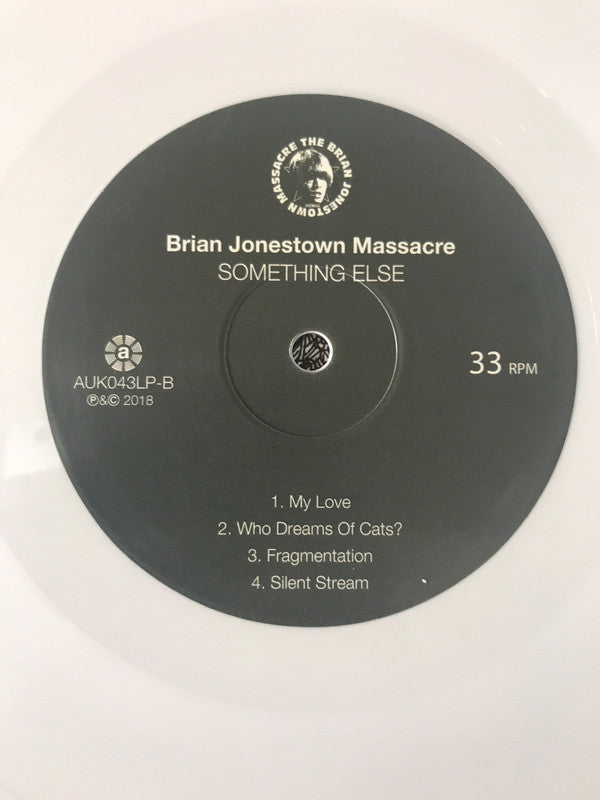 THE BRIAN JONESTOWN MASSACRE
Brian Jonestown Massacre
SOMETHING ELSE
a
AUK043LP-B
℗&© 2018
33 RPM
1. My Love
2. Who Dreams Of Cats?
3. Fragmentation
4. Silent Stream